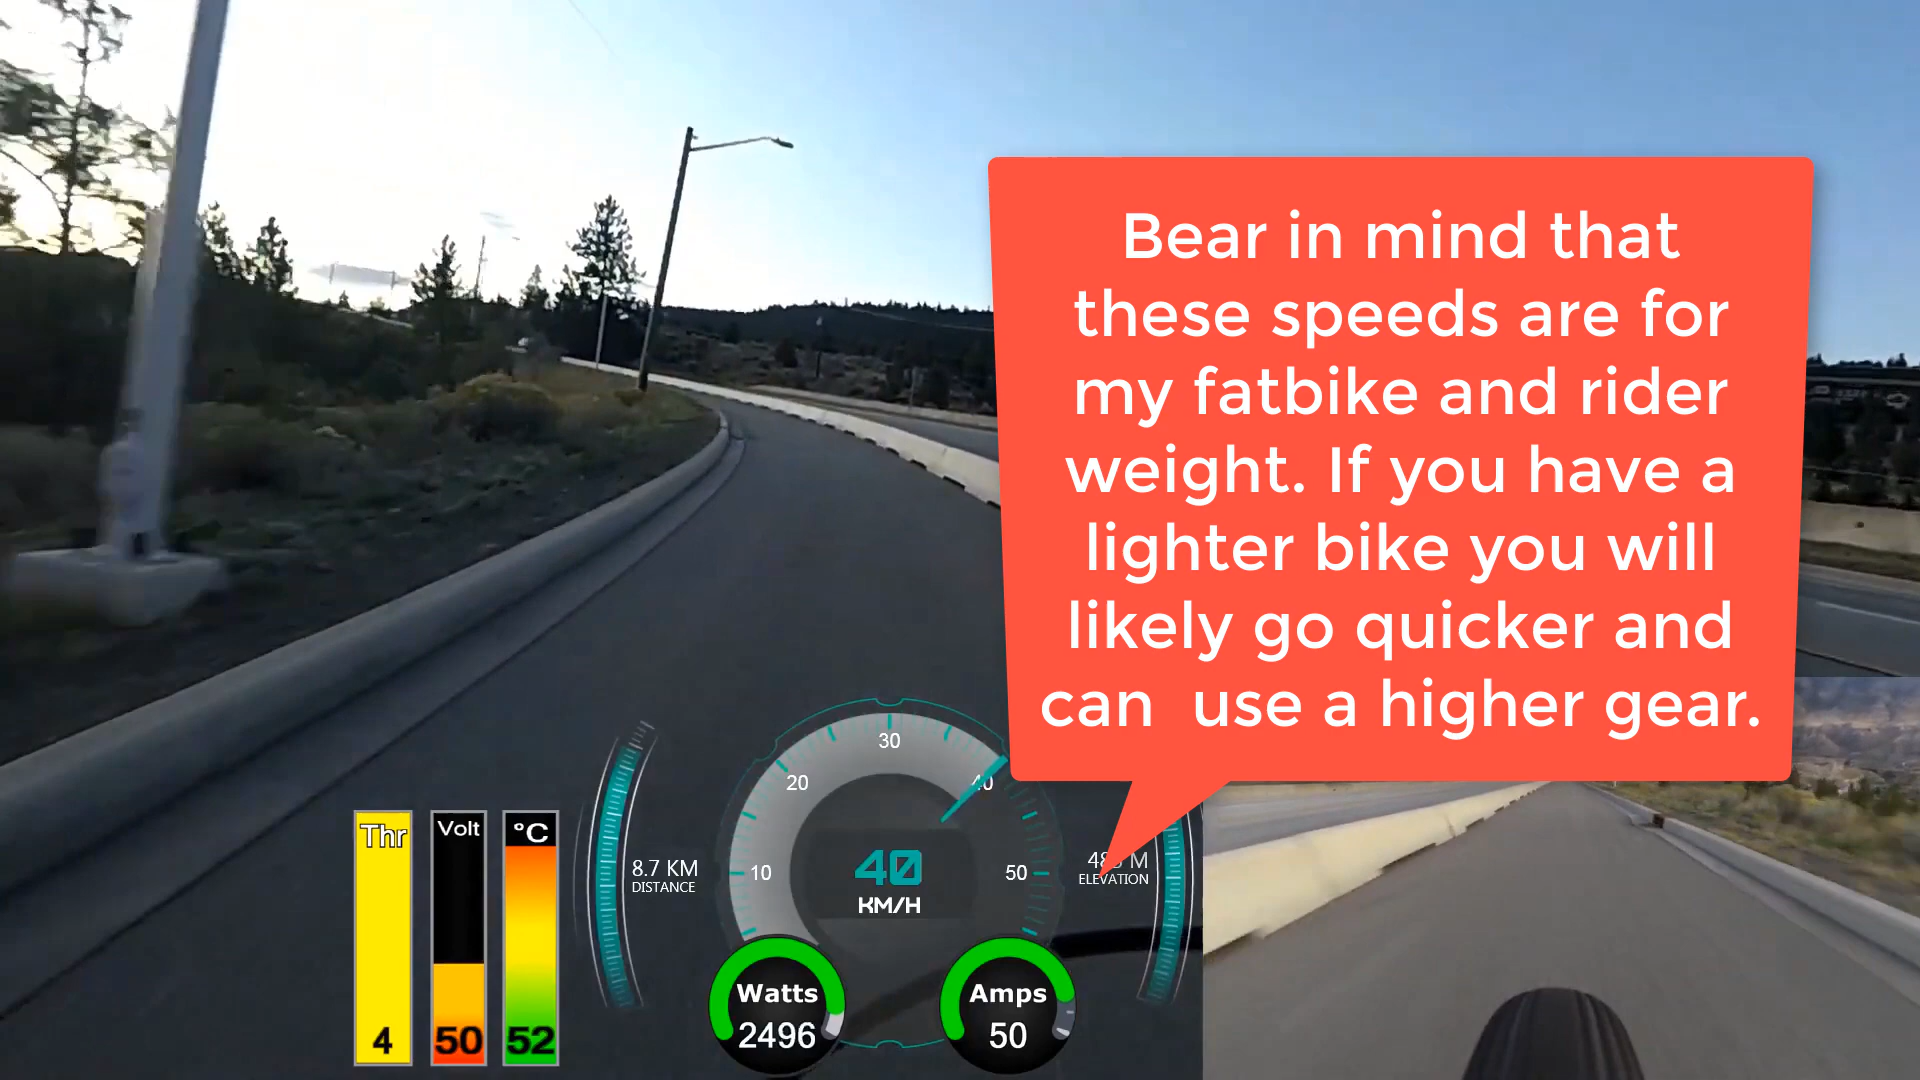 Bear in mind that
these speeds are for
my fatbike and rider
weight. If you have a
lighter bike you will
likely go quicker and
can  use a higher gear.
30
20
40
10
50
40
KM/H
8.7 KM
DISTANCE
M
ELEVATION
Thr
4
Volt
50
°C
52
Watts
2496
Amps
50